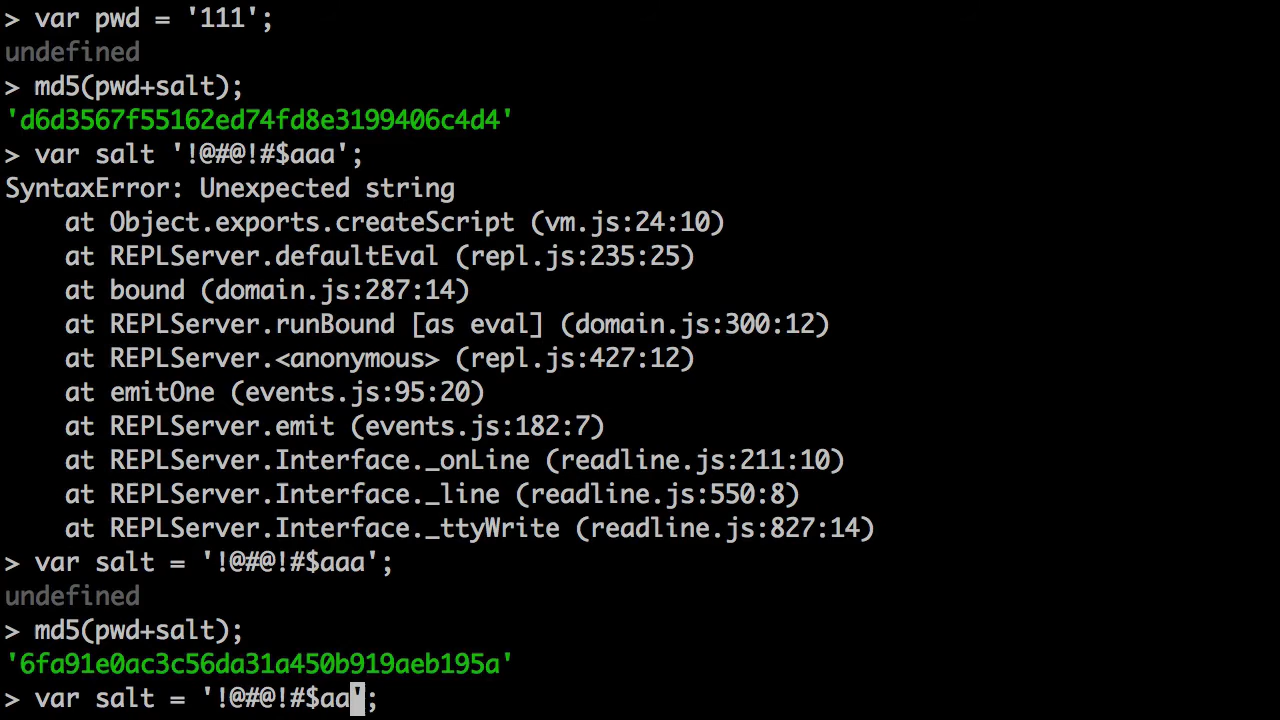 > var pwd = '111';
undefined
> md5(pwd+salt);
'd6d3567f55162ed74fd8e3199406c4d4'
> var salt '!@#@!#$aaa';
SyntaxError: Unexpected string
    at Object.exports.createScript (vm.js:24:10)
    at REPLServer.defaultEval (repl.js:235:25)
    at bound (domain.js:287:14)
    at REPLServer.runBound [as eval] (domain.js:300:12)
    at REPLServer.<anonymous> (repl.js:427:12)
    at emitOne (events.js:95:20)
    at REPLServer.emit (events.js:182:7)
    at REPLServer.Interface._onLine (readline.js:211:10)
    at REPLServer.Interface._line (readline.js:550:8)
    at REPLServer.Interface._ttyWrite (readline.js:827:14)
> var salt = '!@#@!#$aaa';
undefined
> md5(pwd+salt);
'6fa91e0ac3c56da31a450b919aeb195a'
> var salt = '!@#@!#$aa';